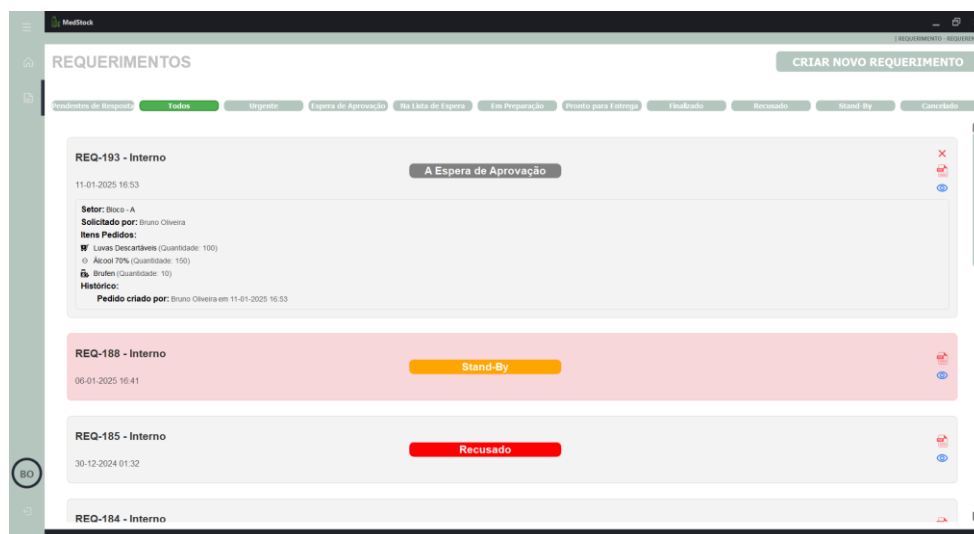 MedStock
[ REQUERIMENTO - REQUERIM
REQUERIMENTOS
CRIAR NOVO REQUERIMENTO
Pendentes de Resposta
Todos
Urgente
Espera de Aprovação
Na Lista de Espera
Em Preparação
Pronto para Entrega
Finalizado
Recusado
Stand-By
Cancelado
REQ-193 - Interno
A Espera de Aprovação
11-01-2025 16:53
Setor: Bloco - A
Solicitado por: Bruno Oliveira
Itens Pedidos:
Luvas Descartáveis (Quantidade: 100)
Álcool 70% (Quantidade: 150)
Brufen (Quantidade: 10)
Histórico:
Pedido criado por: Bruno Oliveira em 11-01-2025 16:53
REQ-188 - Interno
Stand-By
06-01-2025 16:41
REQ-185 - Interno
Recusado
30-12-2024 01:32
BO
REQ-184 - Interno